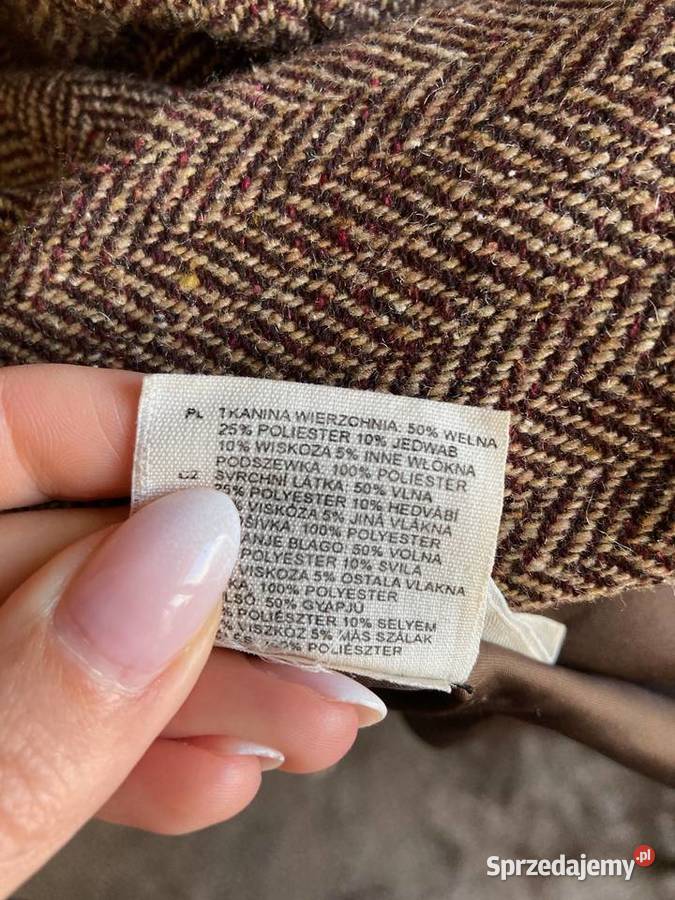 PL TKANINA WIERZCHNIA: 50% WEŁNA
25% POLIESTER 10% JEDWAB
10% WISKOZA 5% INNE WŁÓKNA
PODSZEWKA: 100% POLIESTER
CZ SVRCHNÍ LÁTKA: 50% VLNA
POLYESTER 10% HEDVÁBÍ
VISKÓZA 5% JINÁ VLÁKNA
100% POLYESTER
BLAGO: 50% VOLNA
POLYESTER 10% SVILA
VISKOZA 5% OSTALA VLAKNA
100% POLYESTER
50% GYAPJÚ
POLIÉSZTER 10% SELYEM
VISZKÓZ 5% MÁS SZÁLAK
POLIÉSZTER
Sprzedajemy.pl